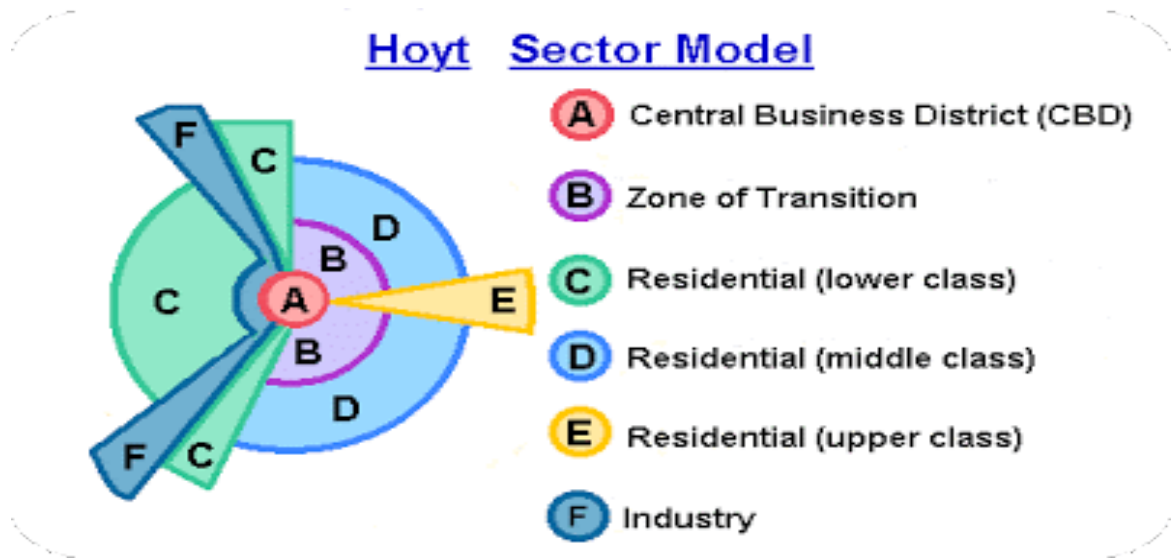 Hoyt Sector Model
A Central Business District (CBD)
B Zone of Transition
C Residential (lower class)
D Residential (middle class)
E Residential (upper class)
F Industry
F
C
D
B
C
A
E
B
D
F
C